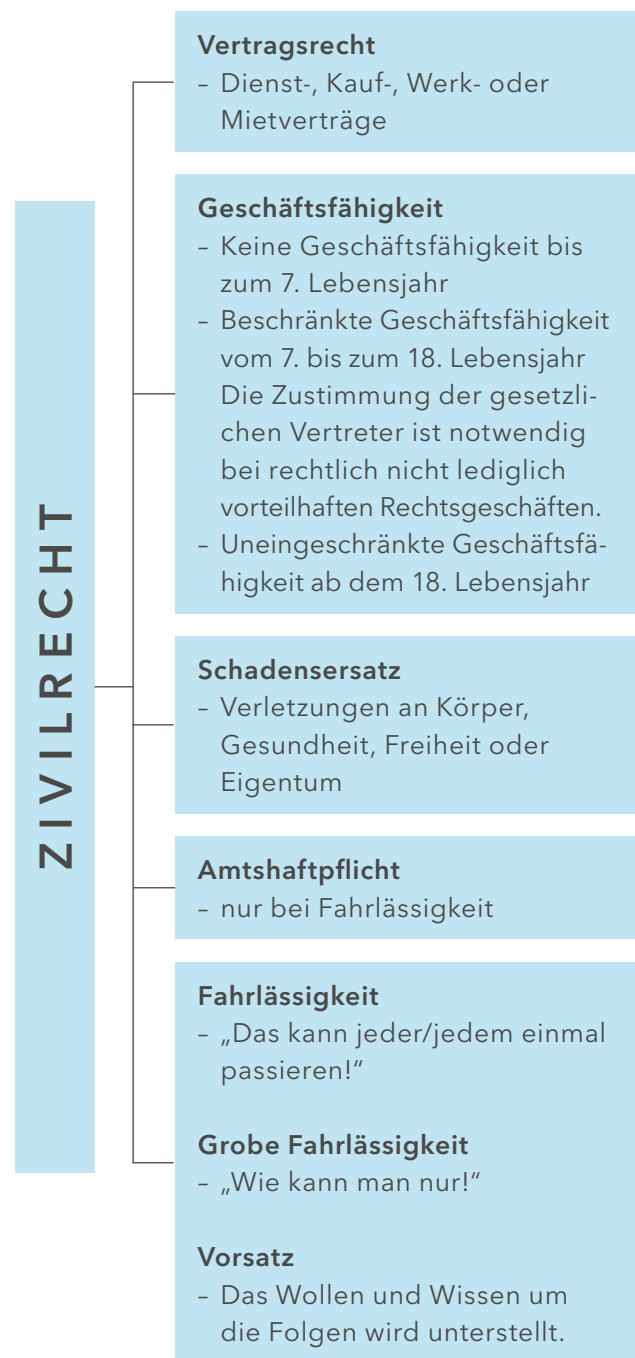 ZIVILRECHT
Vertragsrecht
– Dienst-, Kauf-, Werk- oder
Mietverträge
Geschäftsfähigkeit
– Keine Geschäftsfähigkeit bis
zum 7. Lebensjahr
– Beschränkte Geschäftsfähigkeit
vom 7. bis zum 18. Lebensjahr
Die Zustimmung der gesetzli-
chen Vertreter ist notwendig
bei rechtlich nicht lediglich
vorteilhaften Rechtsgeschäften.
– Uneingeschränkte Geschäftsfä-
higkeit ab dem 18. Lebensjahr
Schadensersatz
– Verletzungen an Körper,
Gesundheit, Freiheit oder
Eigentum
Amtshaftpflicht
– nur bei Fahrlässigkeit
Fahrlässigkeit
– „Das kann jeder/jedem einmal
passieren!“
Grobe Fahrlässigkeit
– „Wie kann man nur!“
Vorsatz
– Das Wollen und Wissen um
die Folgen wird unterstellt.